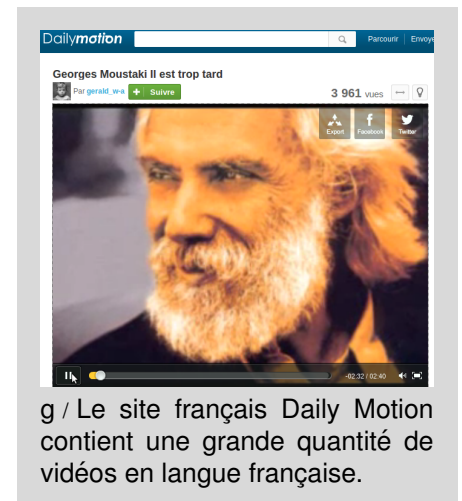 Dailymotion
Parcourir Envoye
Georges Moustaki Il est trop tard
Par gerald_w-a + Suivre
3 961 vues
Export Facebook Twitter
-02:32 / 02:40
g / Le site français Daily Motion
contient une grande quantité de
vidéos en langue française.